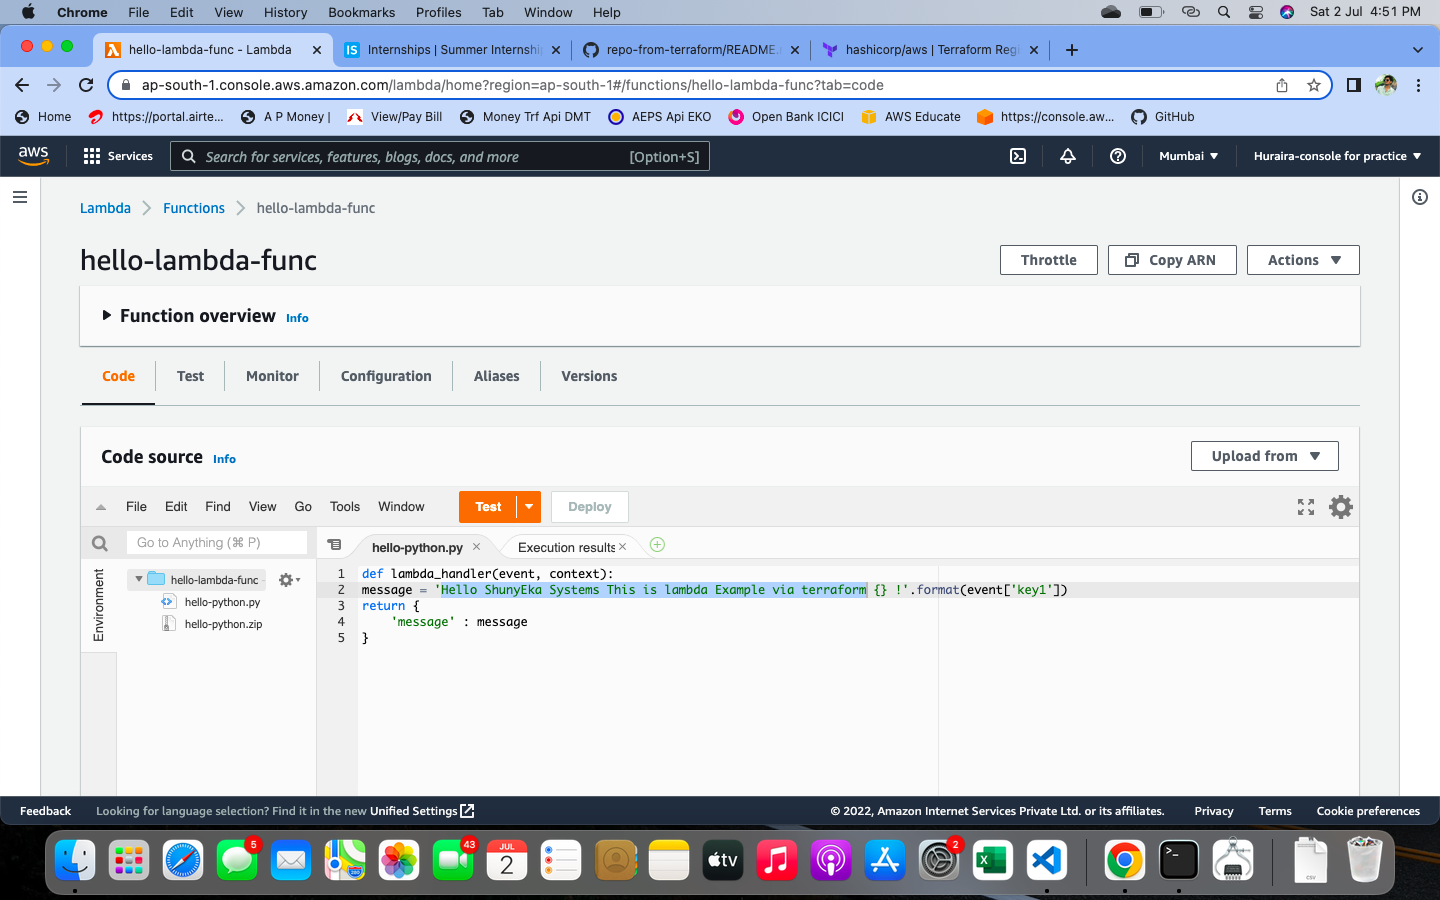 Chrome File Edit View History Bookmarks Profiles Tab Window Help Sat 2 Jul 4:51 PM
hello-lambda-func - Lambda Internships | Summer Internshi repo-from-terraform/README. hashicorp/aws | Terraform Reg
ap-south-1.console.aws.amazon.com/lambda/home?region=ap-south-1#/functions/hello-lambda-func?tab=code
Home https://portal.airte... A P Money | View/Pay Bill Money Trf Api DMT AEPS Api EKO Open Bank ICICI AWS Educate https://console.aw... GitHub
aws Services Search for services, features, blogs, docs, and more [Option+S] Mumbai Huraira-console for practice
Lambda Functions hello-lambda-func
hello-lambda-func Throttle Copy ARN Actions
Function overview Info
Code Test Monitor Configuration Aliases Versions
Code source Info Upload from
File Edit Find View Go Tools Window Test Deploy
Go to Anything (⌘ P) hello-python.py Execution results
Environment
hello-lambda-func
hello-python.py
hello-python.zip
1 def lambda_handler(event, context):
2 message = 'Hello ShunyEka Systems This is lambda Example via terraform {} !'.format(event['key1'])
3 return {
4 'message' : message
5 }
Feedback Looking for language selection? Find it in the new Unified Settings © 2022, Amazon Internet Services Private Ltd. or its affiliates. Privacy Terms Cookie preferences
5 43 JUL 2 tv 2 >_ CSV